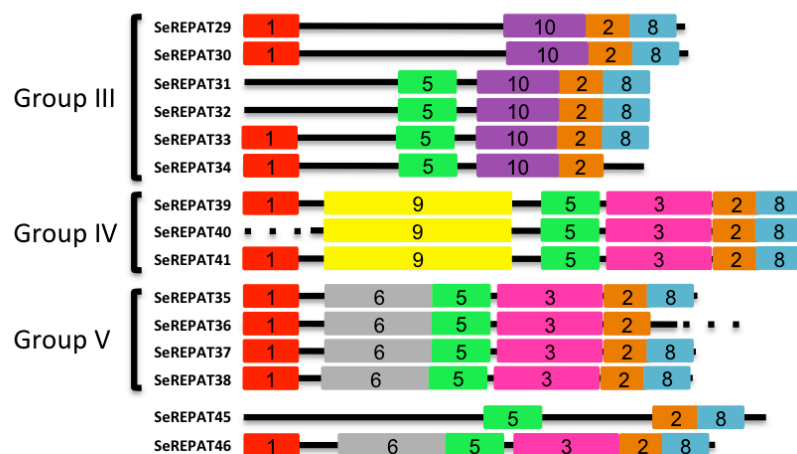 SeREPAT29 1 10 2 8
SeREPAT30 1 10 2 8
SeREPAT31 5 10 2 8
Group III
SeREPAT32 5 10 2 8
SeREPAT33 1 5 10 2 8
SeREPAT34 1 5 10 2
SeREPAT39 1 9 5 3 2 8
Group IV
SeREPAT40 9 5 3 2 8
SeREPAT41 1 9 5 3 2 8
SeREPAT35 1 6 5 3 2 8
SeREPAT36 1 6 5 3 2
Group V
SeREPAT37 1 6 5 3 2 8
SeREPAT38 1 6 5 3 2 8
SeREPAT45 5 2 8
SeREPAT46 1 6 5 3 2 8